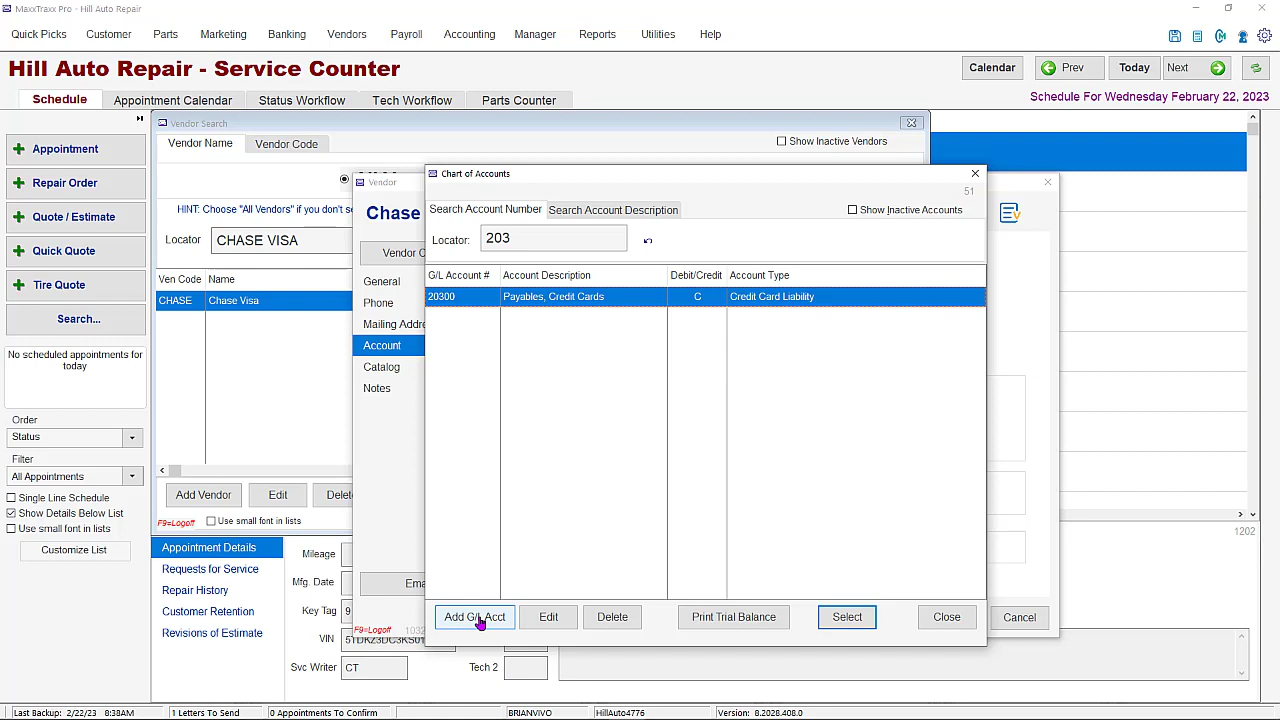 MaxxTraxx Pro - Hill Auto Repair
Quick Picks Customer Parts Marketing Banking Vendors Payroll Accounting Manager Reports Utilities Help
Hill Auto Repair - Service Counter
Calendar Prev Today Next
Schedule Appointment Calendar Status Workflow Tech Workflow Parts Counter
Schedule For Wednesday February 22, 2023
Appointment
Repair Order
Quote / Estimate
Quick Quote
Tire Quote
Search...
No scheduled appointments for today
Order
Status
Filter
All Appointments
Single Line Schedule
Show Details Below List
Use small font in lists
Customize List
Vendor Search
Vendor Name Vendor Code
Show Inactive Vendors
HINT: Choose "All Vendors" if you don't s
Locator CHASE VISA
Ven Code Name
CHASE Chase Visa
Add Vendor Edit Delet
F9=Logoff Use small font in lists
Vendor
Chase
Vendor C
General
Phone
Mailing Addre
Account
Catalog
Notes
Ema
F9=Logoff 1032
Cancel
Chart of Accounts
51
Search Account Number Search Account Description
Show Inactive Accounts
Locator: 203
G/L Account # Account Description Debit/Credit Account Type
20300 Payables, Credit Cards C Credit Card Liability
Add G/L Acct Edit Delete Print Trial Balance Select Close
1202
Appointment Details
Requests for Service
Repair History
Customer Retention
Revisions of Estimate
Mileage
Mfg. Date
Key Tag 9
VIN
Svc Writer CT Tech 2
Last Backup: 2/22/23 8:38AM 1 Letters To Send 0 Appointments To Confirm BRIANVIVO HillAuto4776 Version: 8.2028.408.0